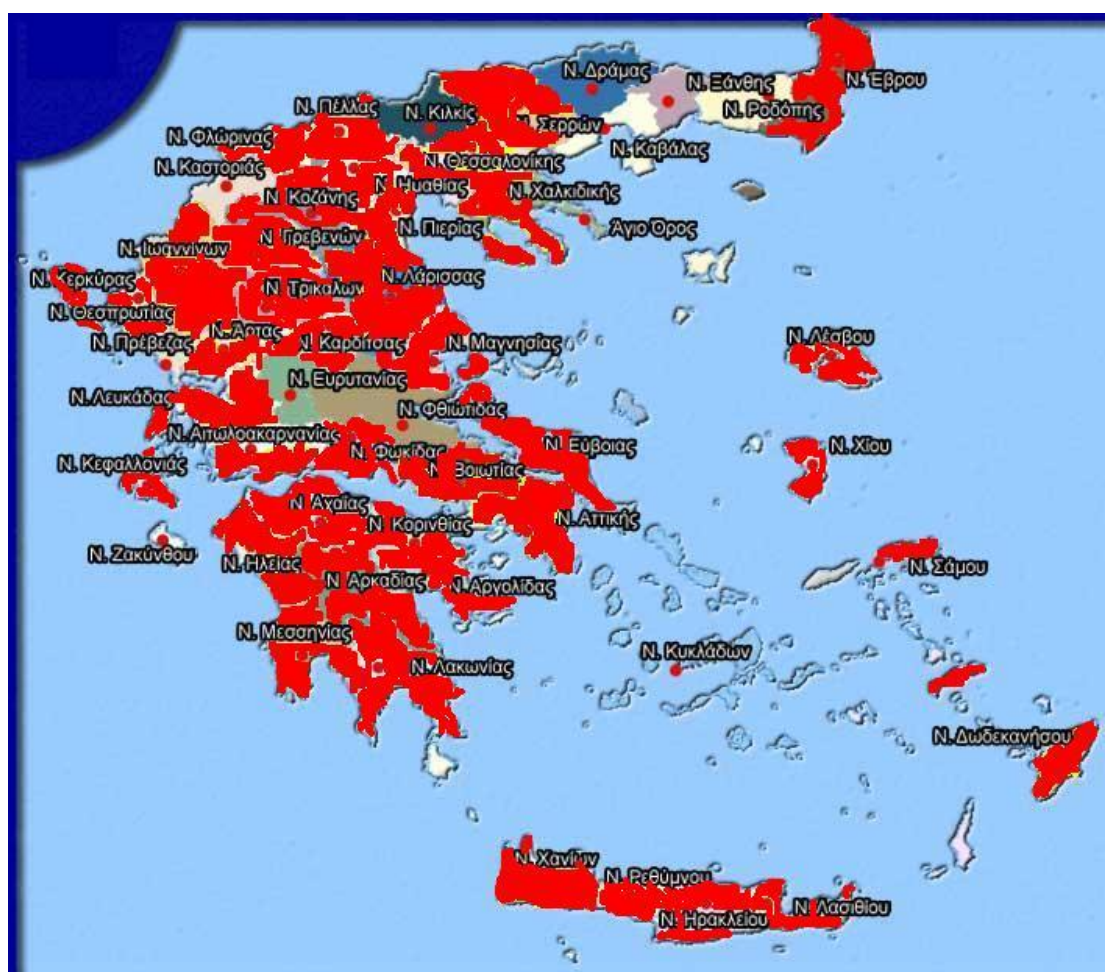 Ν. Δράμας
Ν. Ξάνθης
Ν. Έβρου
Ν. Πέλλας
Ν. Κιλκίς
Ν. Ροδόπης
Ν. Σερρών
Ν. Φλώρινας
Ν. Καβάλας
Ν. Καστοριάς
Ν. Θεσσαλονίκης
Ν. Ημαθίας
Ν. Κοζάνης
Ν. Χαλκιδικής
Ν. Πιερίας
Άγιο Όρος
Ν. Γρεβενών
Ν. Ιωαννίνων
Ν. Κερκύρας
Ν. Λάρισσας
Ν. Τρικαλων
Ν. Θεσπρωτίας
Ν. Άρτας
Ν. Πρέβεζας
Ν. Καρδίτσας
Ν. Μαγνησίας
Ν. Λέσβου
Ν. Ευρυτανίας
Ν. Λευκάδας
Ν. Φθιώτιδας
Ν. Αιτωλοακαρνανίας
Ν. Εύβοιας
Ν. Χίου
Ν. Φωκίδας
Ν. Κεφαλλονιάς
Ν. Βοιωτίας
Ν. Αχαΐας
Ν. Κορινθίας
Ν. Αττικής
Ν. Ζακύνθου
Ν. Ηλείας
Ν. Σάμου
Ν. Αρκαδίας
Ν. Αργολίδας
Ν. Μεσσηνίας
Ν. Κυκλάδων
Ν. Λακωνίας
Ν. Δωδεκανήσου
Ν. Χανίων
Ν. Ρεθύμνου
Ν. Λασιθίου
Ν. Ηρακλείου